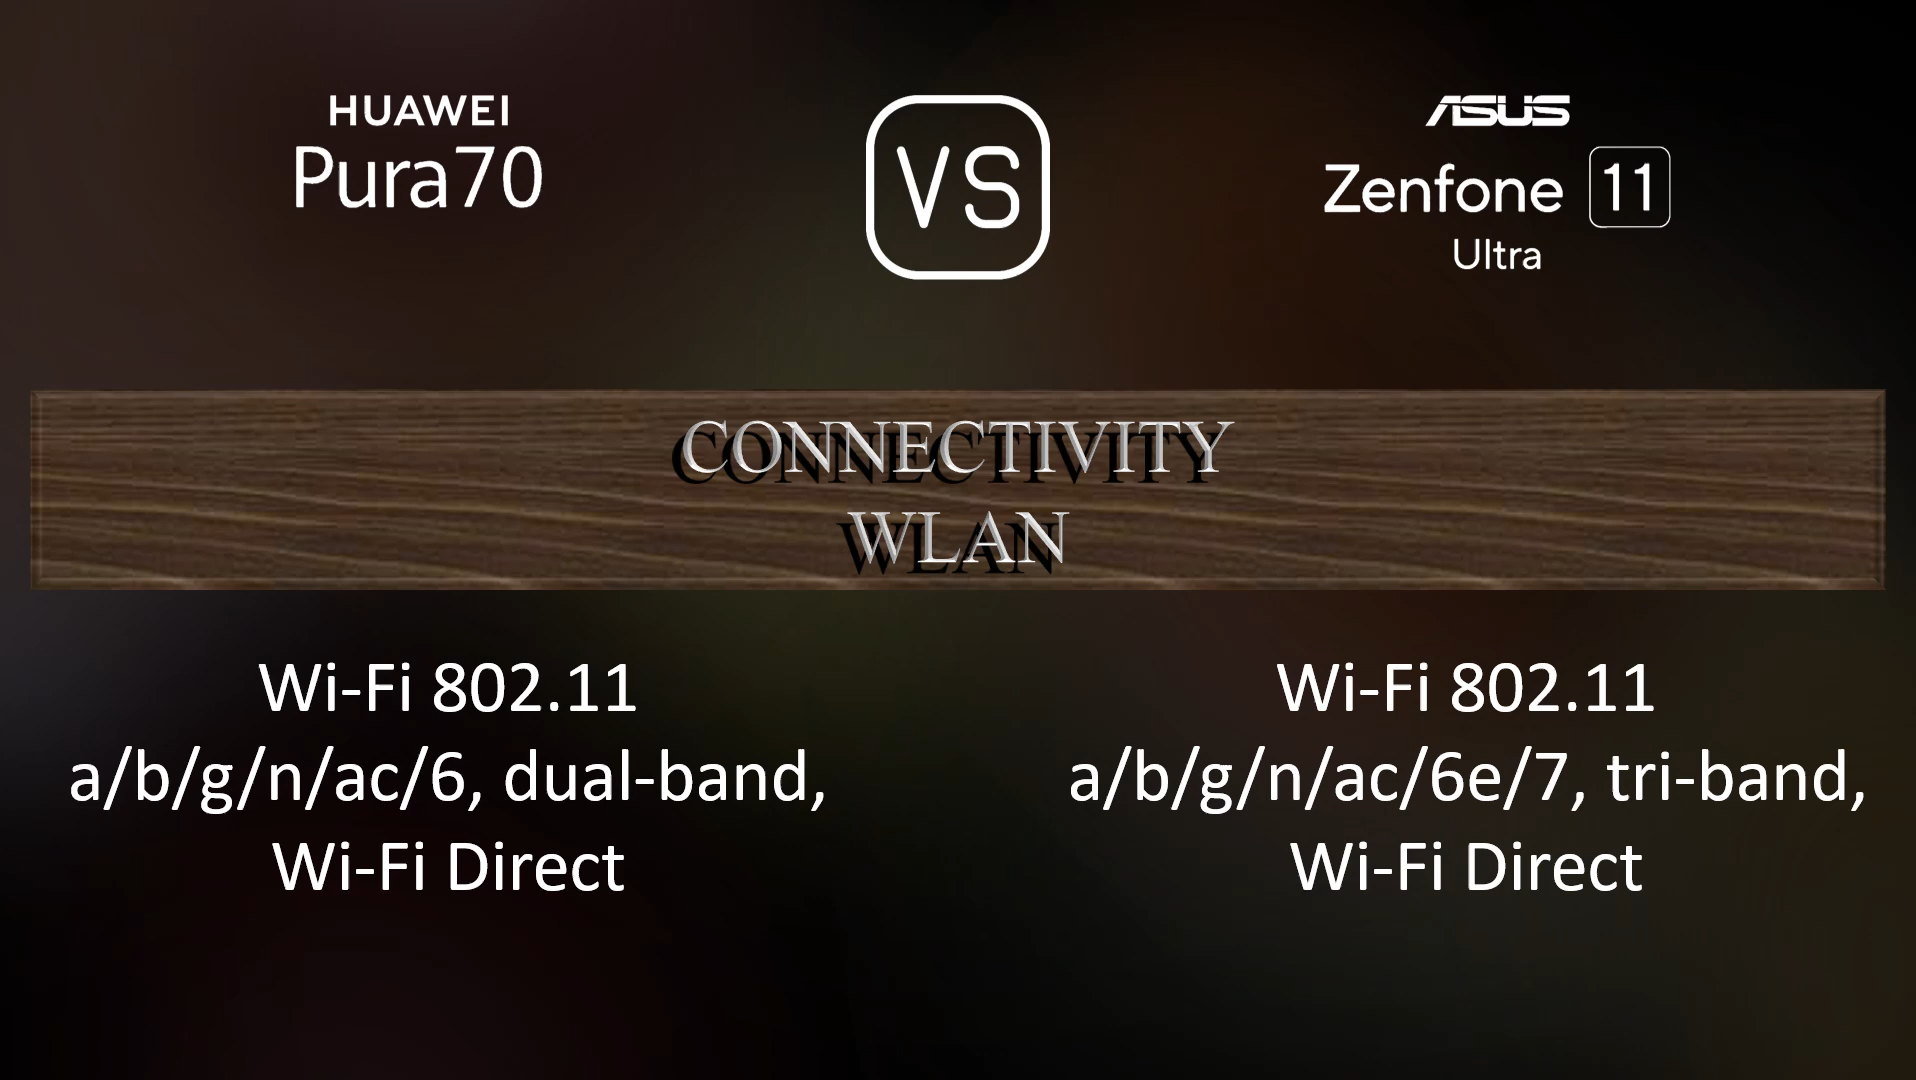 HUAWEI
Pura70
VS
ASUS
Zenfone 11
Ultra
CONNECTIVITY
WLAN
Wi-Fi 802.11
a/b/g/n/ac/6, dual-band,
Wi-Fi Direct
Wi-Fi 802.11
a/b/g/n/ac/6e/7, tri-band,
Wi-Fi Direct